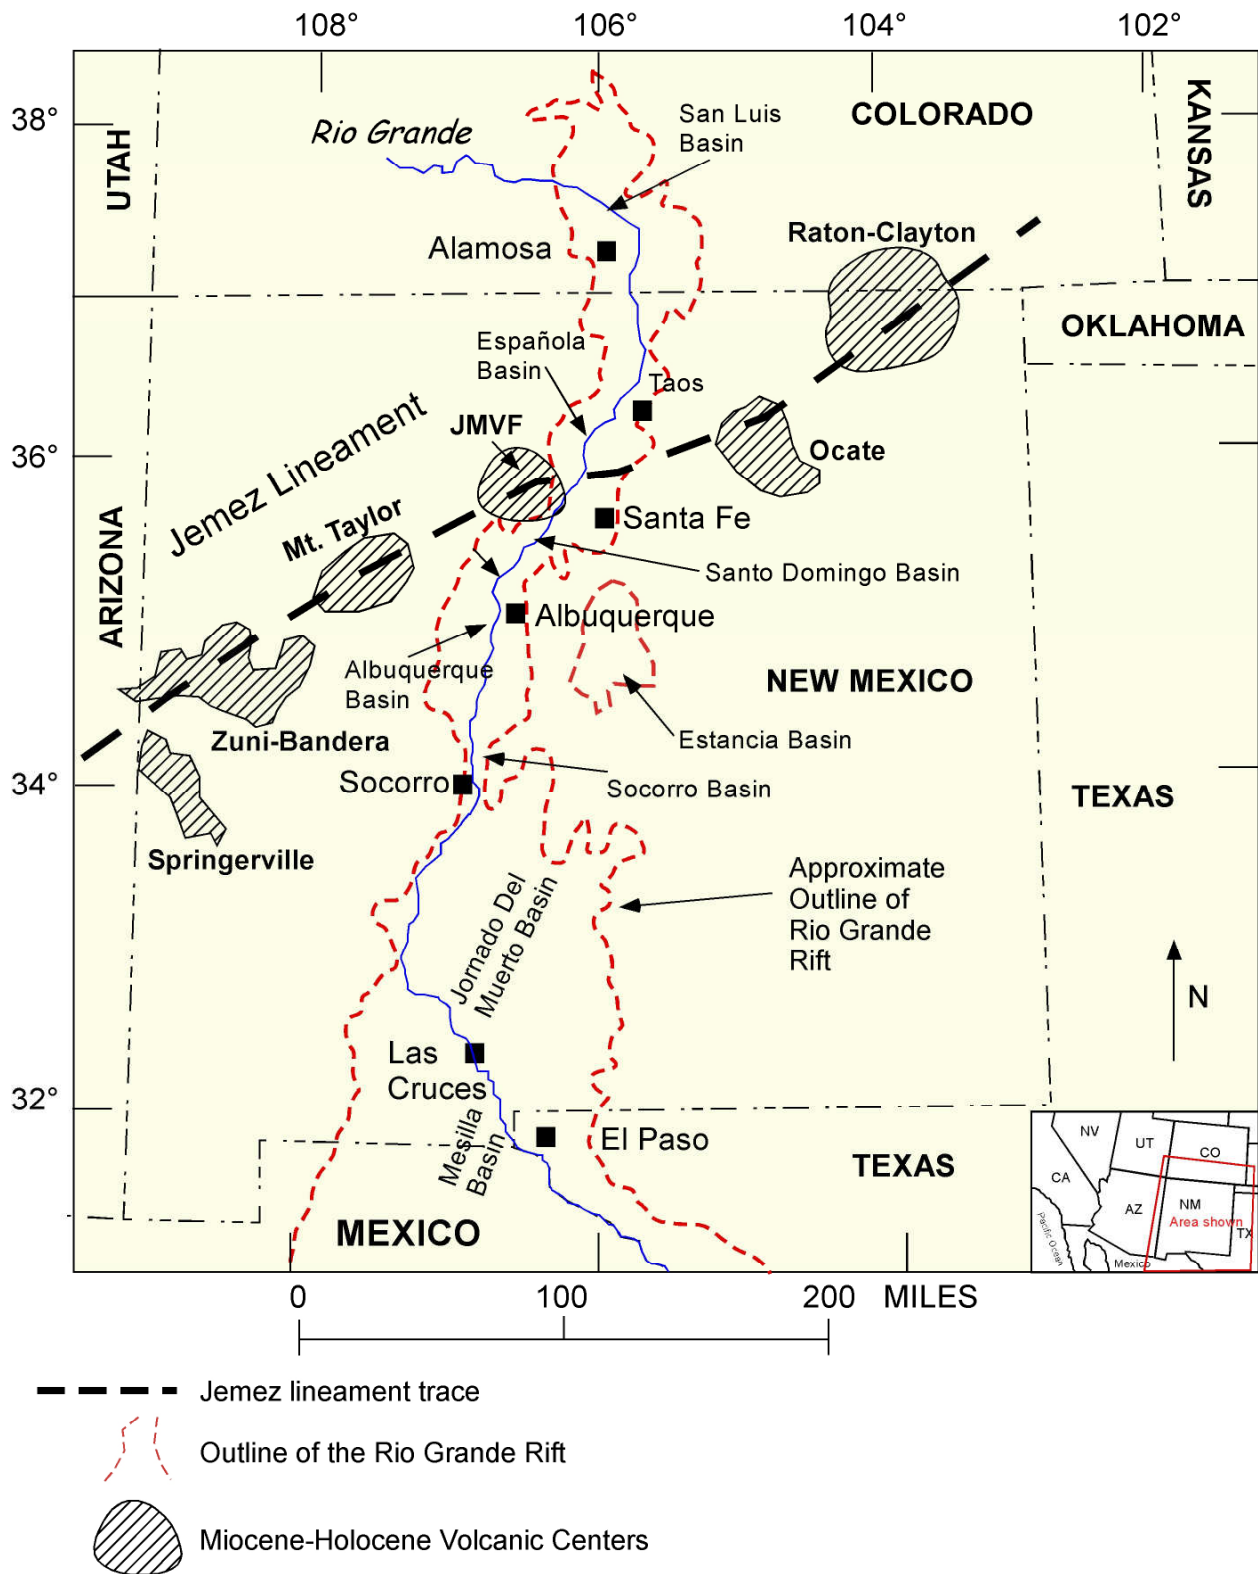 108°
106°
104°
102°
38°
36°
34°
32°
UTAH
Rio Grande
San Luis
Basin
COLORADO
KANSAS
Alamosa
Raton-Clayton
OKLAHOMA
Española
Basin
Taos
JMVF
Jemez Lineament
Ocate
Mt. Taylor
Santa Fe
ARIZONA
Santo Domingo Basin
Albuquerque
Albuquerque
Basin
NEW MEXICO
Zuni-Bandera
Estancia Basin
Socorro
Socorro Basin
TEXAS
Springerville
Approximate
Outline of
Rio Grande
Rift
Jornado Del
Muerto Basin
N
Las
Cruces
Mesilla
Basin
El Paso
TEXAS
MEXICO
NV
UT
CO
CA
AZ
NM
Area shown
TX
Pacific Ocean
Mexico
0
100
200 MILES
Jemez lineament trace
Outline of the Rio Grande Rift
Miocene-Holocene Volcanic Centers